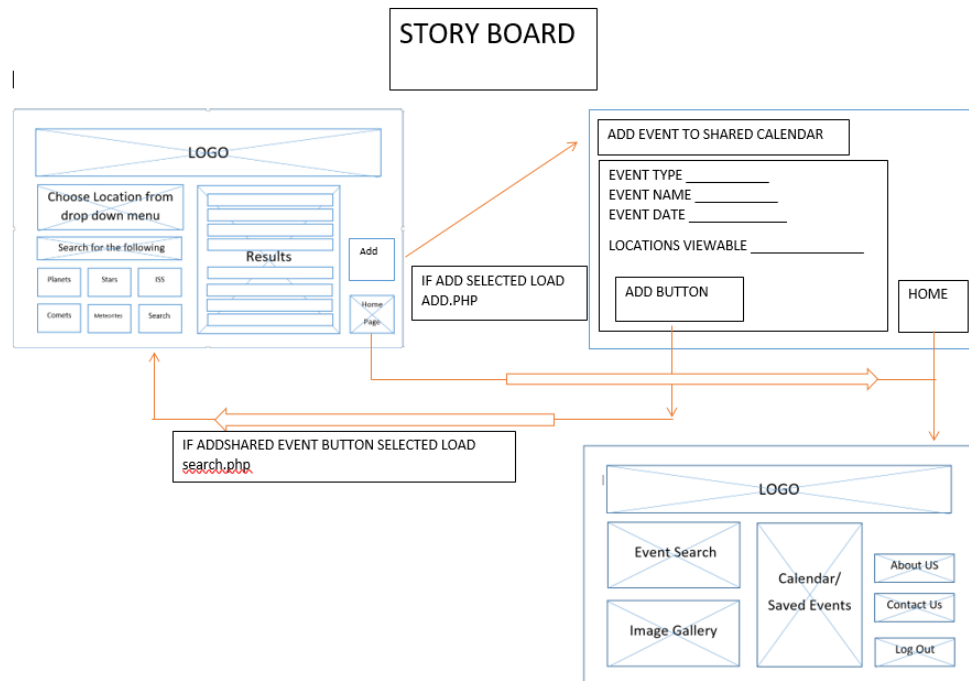 STORY BOARD
LOGO
Choose Location from
drop down menu
Search for the following
Planets
Stars
ISS
Comets
Meteorites
Search
Results
Add
Home
Page
IF ADD SELECTED LOAD
ADD.PHP
ADD EVENT TO SHARED CALENDAR
EVENT TYPE ____________
EVENT NAME ____________
EVENT DATE ______________
LOCATIONS VIEWABLE ________________
ADD BUTTON
HOME
IF ADDSHARED EVENT BUTTON SELECTED LOAD
search.php
LOGO
Event Search
Image Gallery
Calendar/
Saved Events
About US
Contact Us
Log Out